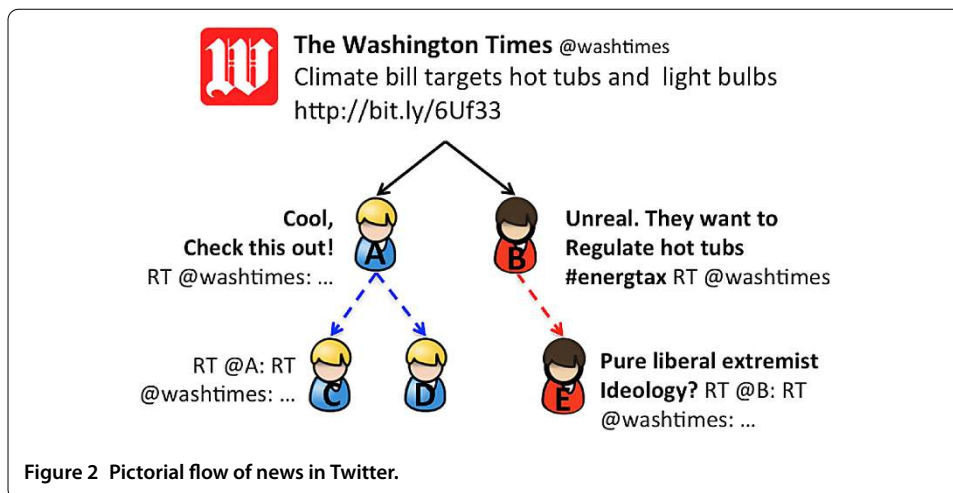 The Washington Times @washtimes
Climate bill targets hot tubs and light bulbs
http://bit.ly/6Uf33
W
Cool,
Check this out!
RT @washtimes: ...
A
B
Unreal. They want to
Regulate hot tubs
#energtax RT @washtimes
RT @A: RT
@washtimes: ...
C
D
E
Pure liberal extremist
Ideology? RT @B: RT
@washtimes: ...
Figure 2 Pictorial flow of news in Twitter.